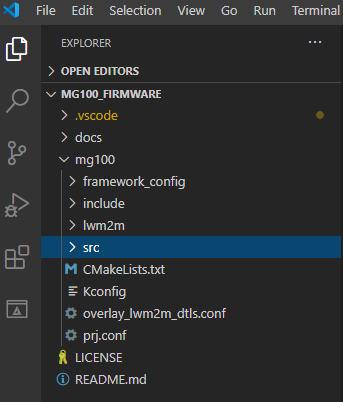 File Edit Selection View Go Run Terminal
EXPLORER ...
OPEN EDITORS
MG100_FIRMWARE
.vscode
docs
mg100
framework_config
include
lwm2m
src
CMakeLists.txt
Kconfig
overlay_lwm2m_dtls.conf
prj.conf
LICENSE
README.md